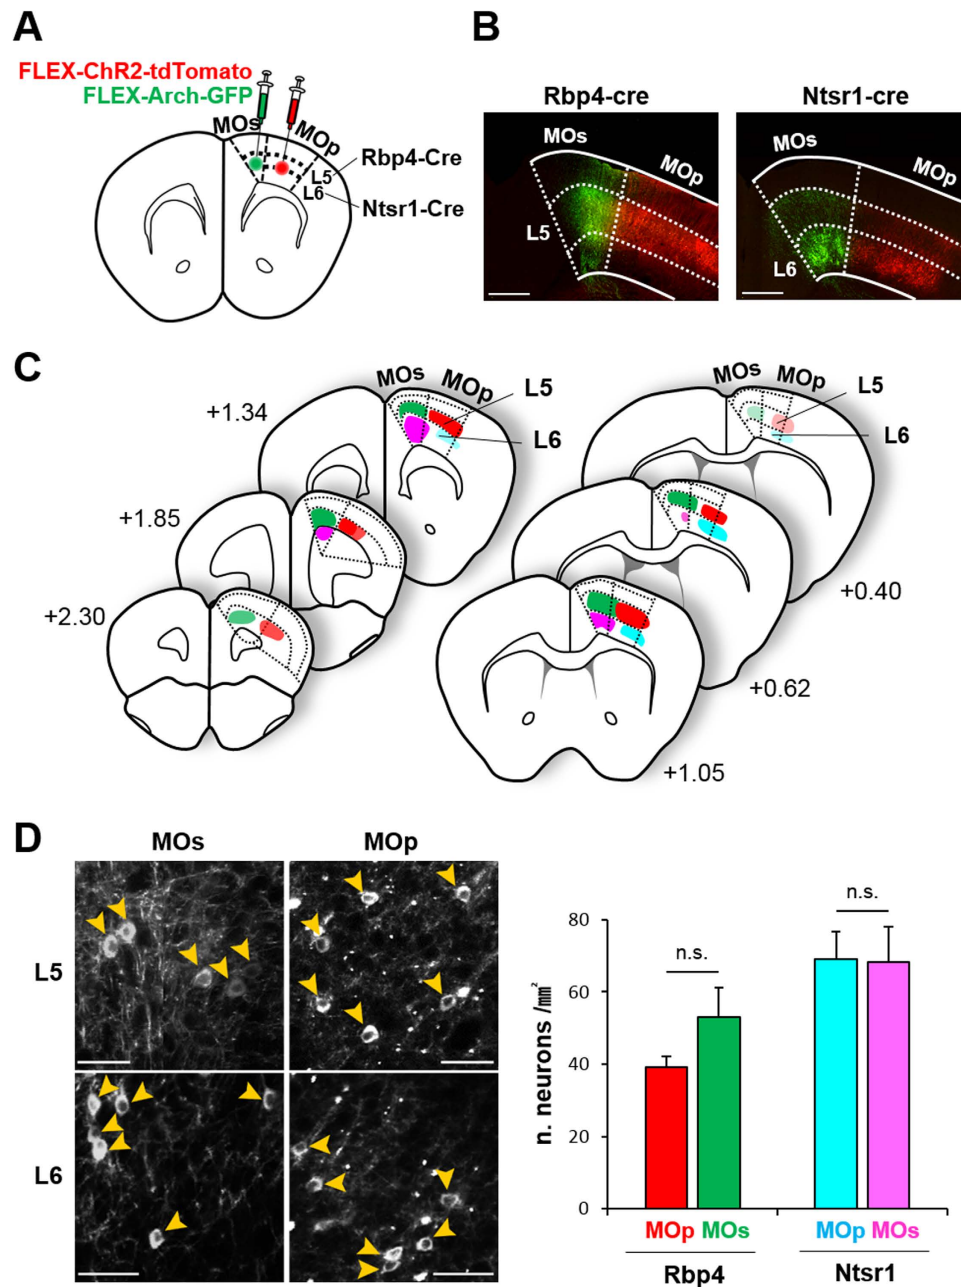 A
FLEX-ChR2-tdTomato
FLEX-Arch-GFP
MOs
MOp
L5
L6
Rbp4-Cre
Ntsr1-Cre
B
Rbp4-cre
Ntsr1-cre
MOs
MOp
L5
MOs
MOp
L6
C
MOs
MOp
L5
L6
+1.34
+1.85
+2.30
MOs
MOp
L5
L6
+0.40
+0.62
+1.05
D
MOs
MOp
L5
L6
n. neurons /mm²
80
60
40
20
0
n.s.
n.s.
MOp MOs
MOp MOs
Rbp4
Ntsr1